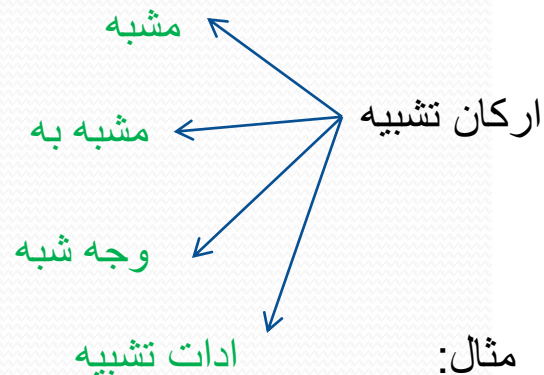 ارکان تشبیه
مشبه
مشبه به
وجه شبه
ادات تشبیه
مثال: